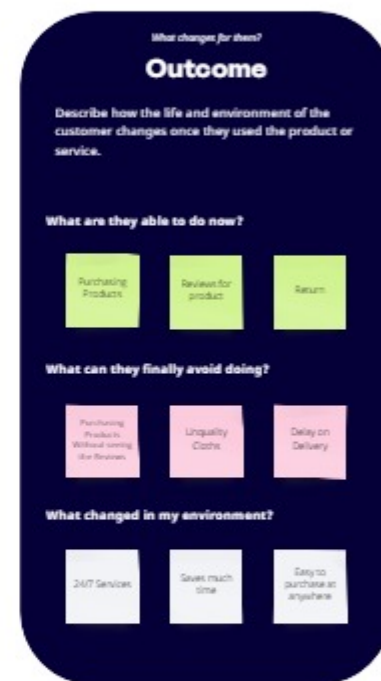 What changes for them?
Outcome
Describe how the life and environment of the
customer changes once they used the product or
service.
What are they able to do now?
Purchasing
Products
Reviews for
product
Return
What can they finally avoid doing?
Purchasing
Products
Without seeing
the Reviews
Unquality
Cloths
Delay on
Delivery
What changed in my environment?
24/7 Services
Saves much
time
Easy to
purchase at
anywhere